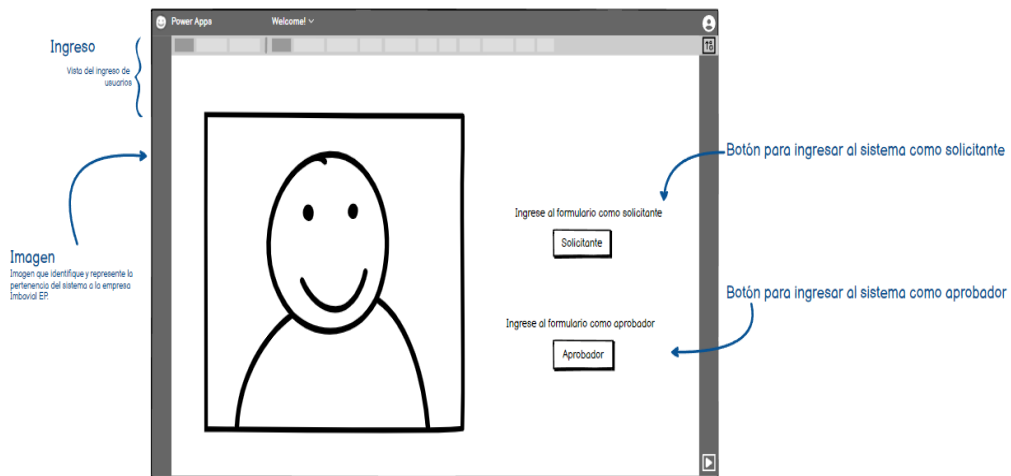 Power Apps
Welcome!
Ingreso
Vista del ingreso de
usuarios
Botón para ingresar al sistema como solicitante
Ingrese al formulario como solicitante
Solicitante
Imagen
Imagen que identifique y represente la
pertenencia del sistema a la empresa
Imbavial EP.
Botón para ingresar al sistema como aprobador
Ingrese al formulario como aprobador
Aprobador